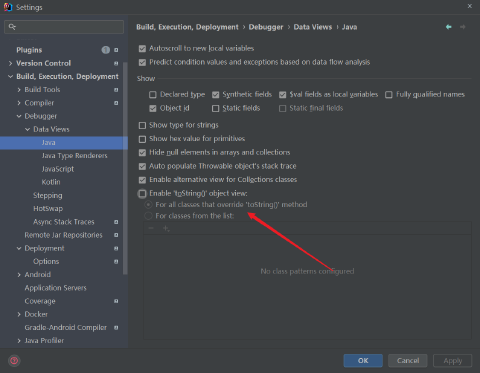 Settings
Plugins
1
Version Control
Build, Execution, Deployment
Build Tools
Compiler
Debugger
Data Views
Java
Java Type Renderers
JavaScript
Kotlin
Stepping
HotSwap
Async Stack Traces
Remote Jar Repositories
Deployment
Options
Android
Application Servers
Coverage
Docker
Gradle-Android Compiler
Java Profiler
Build, Execution, Deployment › Debugger › Data Views › Java
Autoscroll to new local variables
Predict condition values and exceptions based on data flow analysis
Show
Declared type Synthetic fields $val fields as local variables Fully qualified names
Object id Static fields Static final fields
Show type for strings
Show hex value for primitives
Hide null elements in arrays and collections
Auto populate Throwable object's stack trace
Enable alternative view for Collections classes
Enable 'toString()' object view:
For all classes that override 'toString()' method
For classes from the list:
No class patterns configured
?
OK Cancel Apply